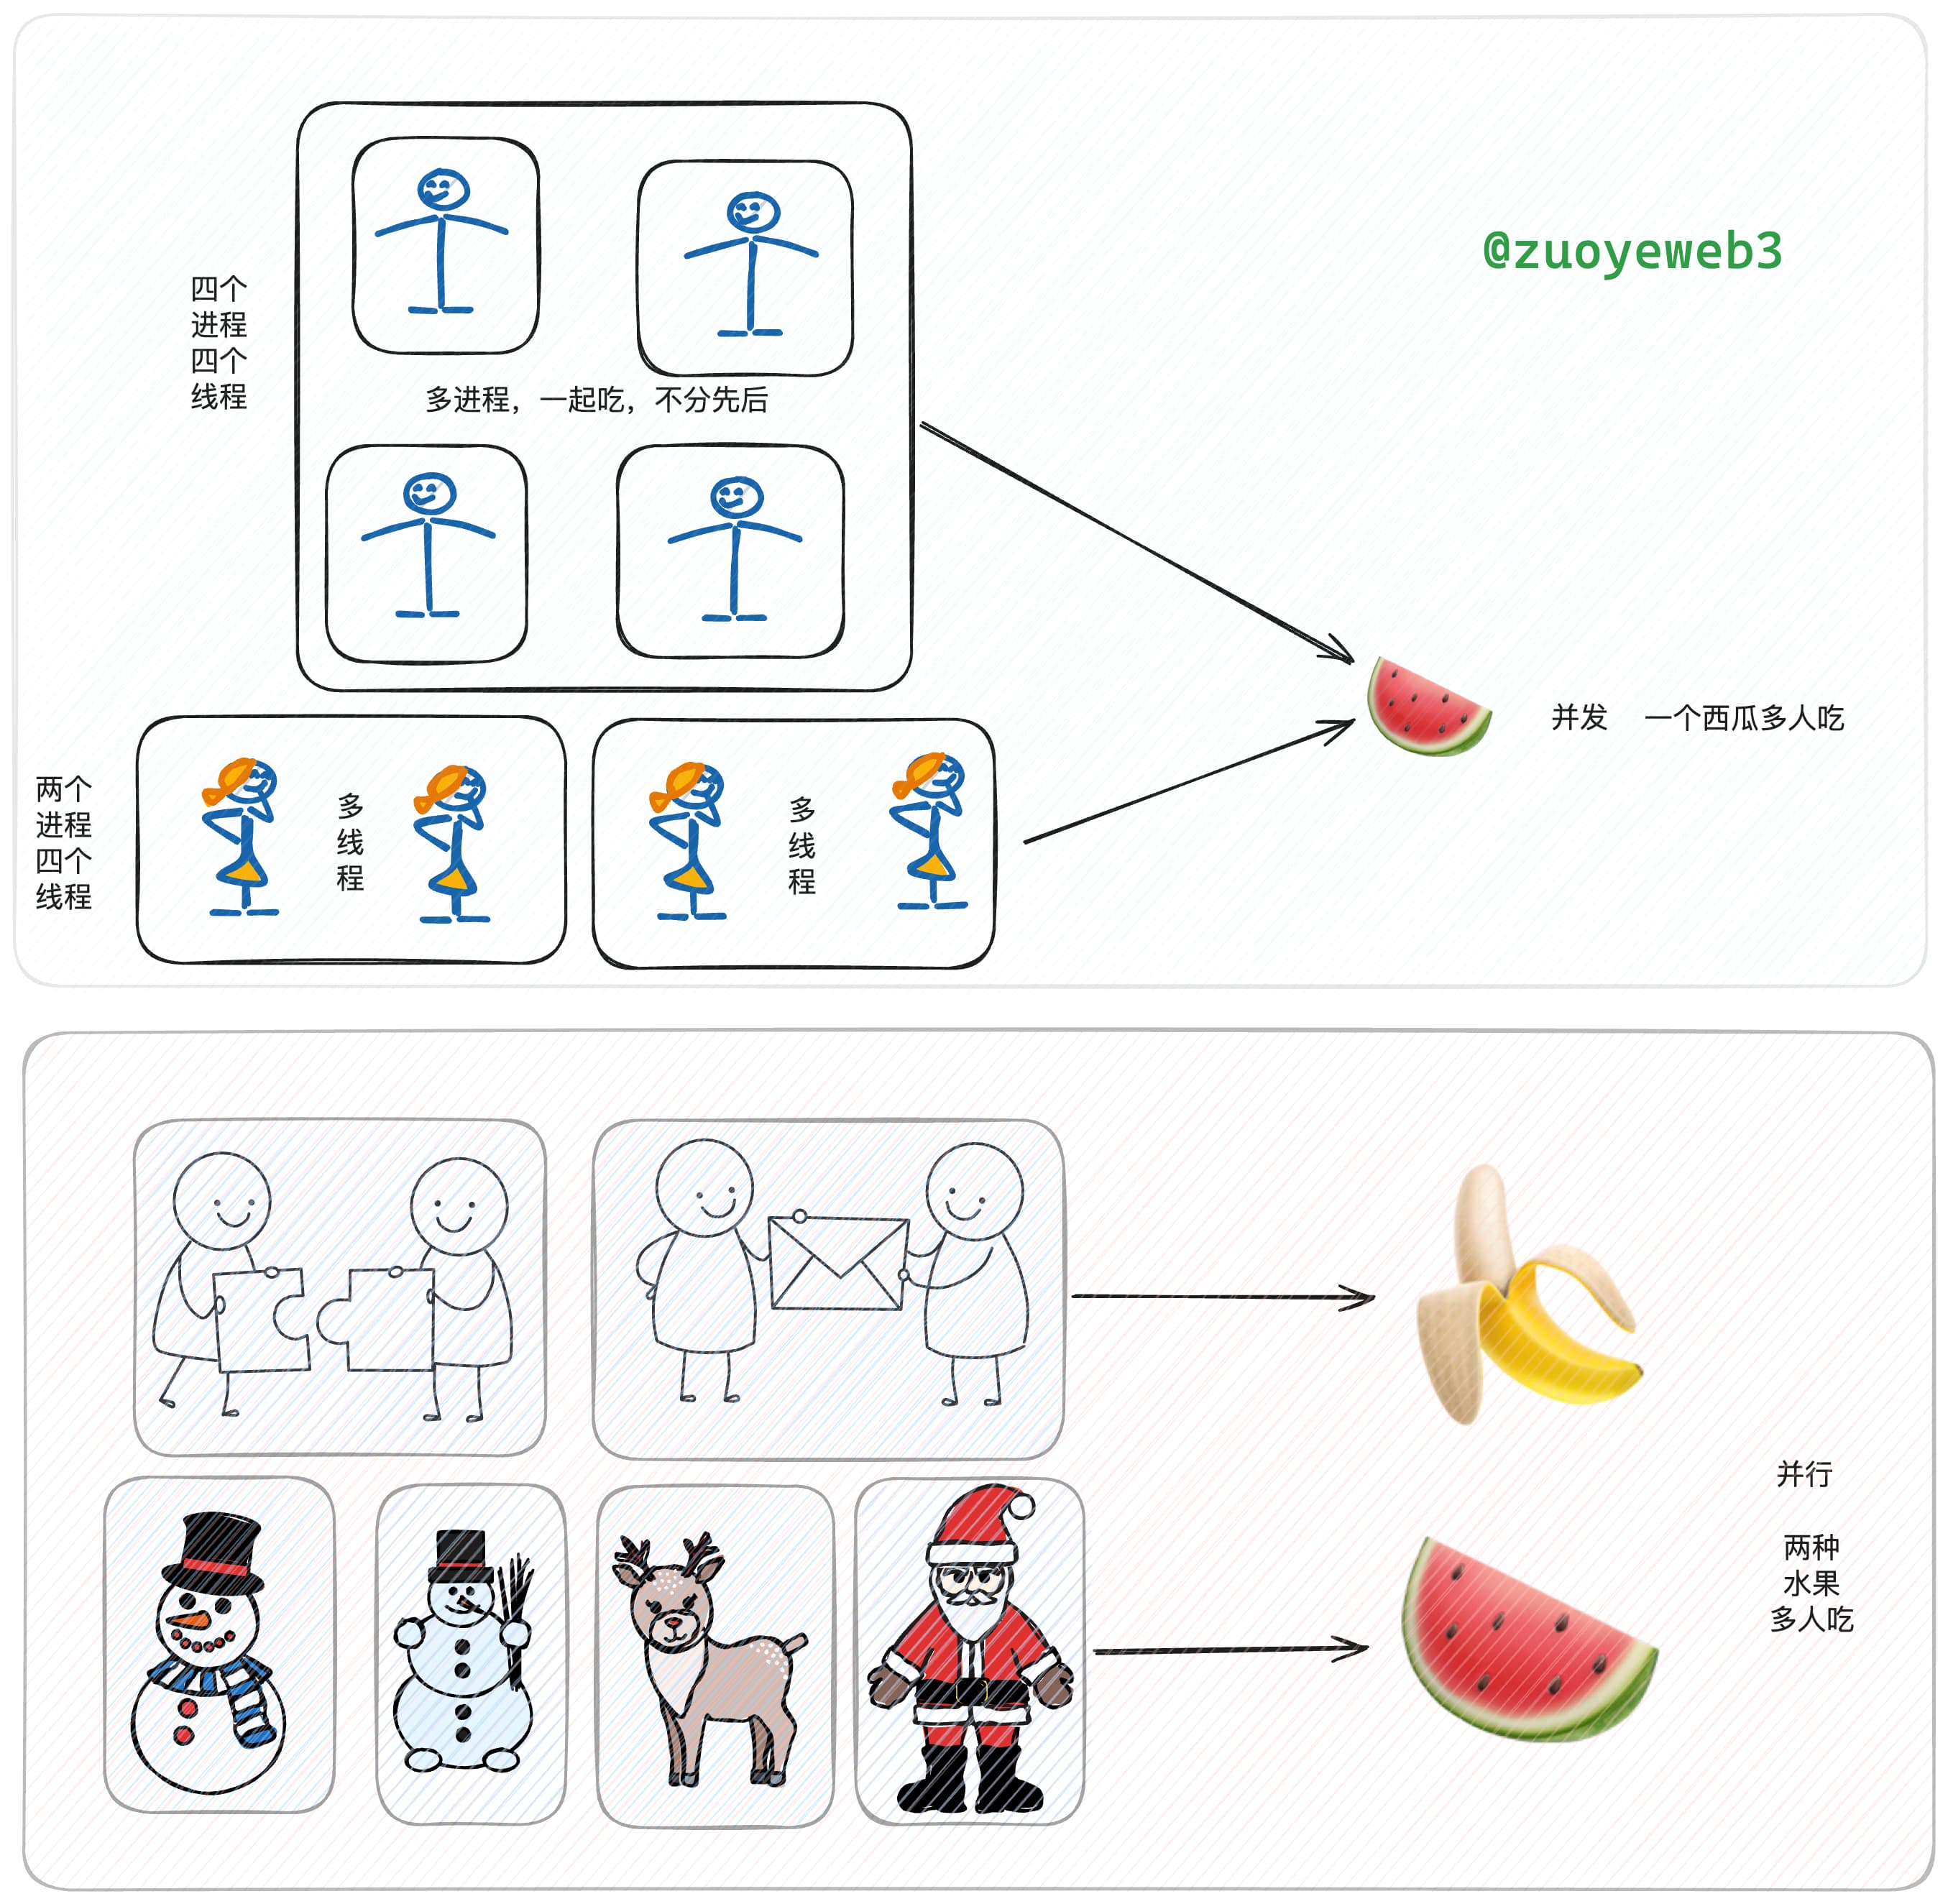 @zuoyeweb3
四个
进程
四个
线程
多进程，一起吃，不分先后
并发 一个西瓜多人吃
两个
进程
四个
线程
多
线
程
多
线
程
并行
两种
水果
多人吃